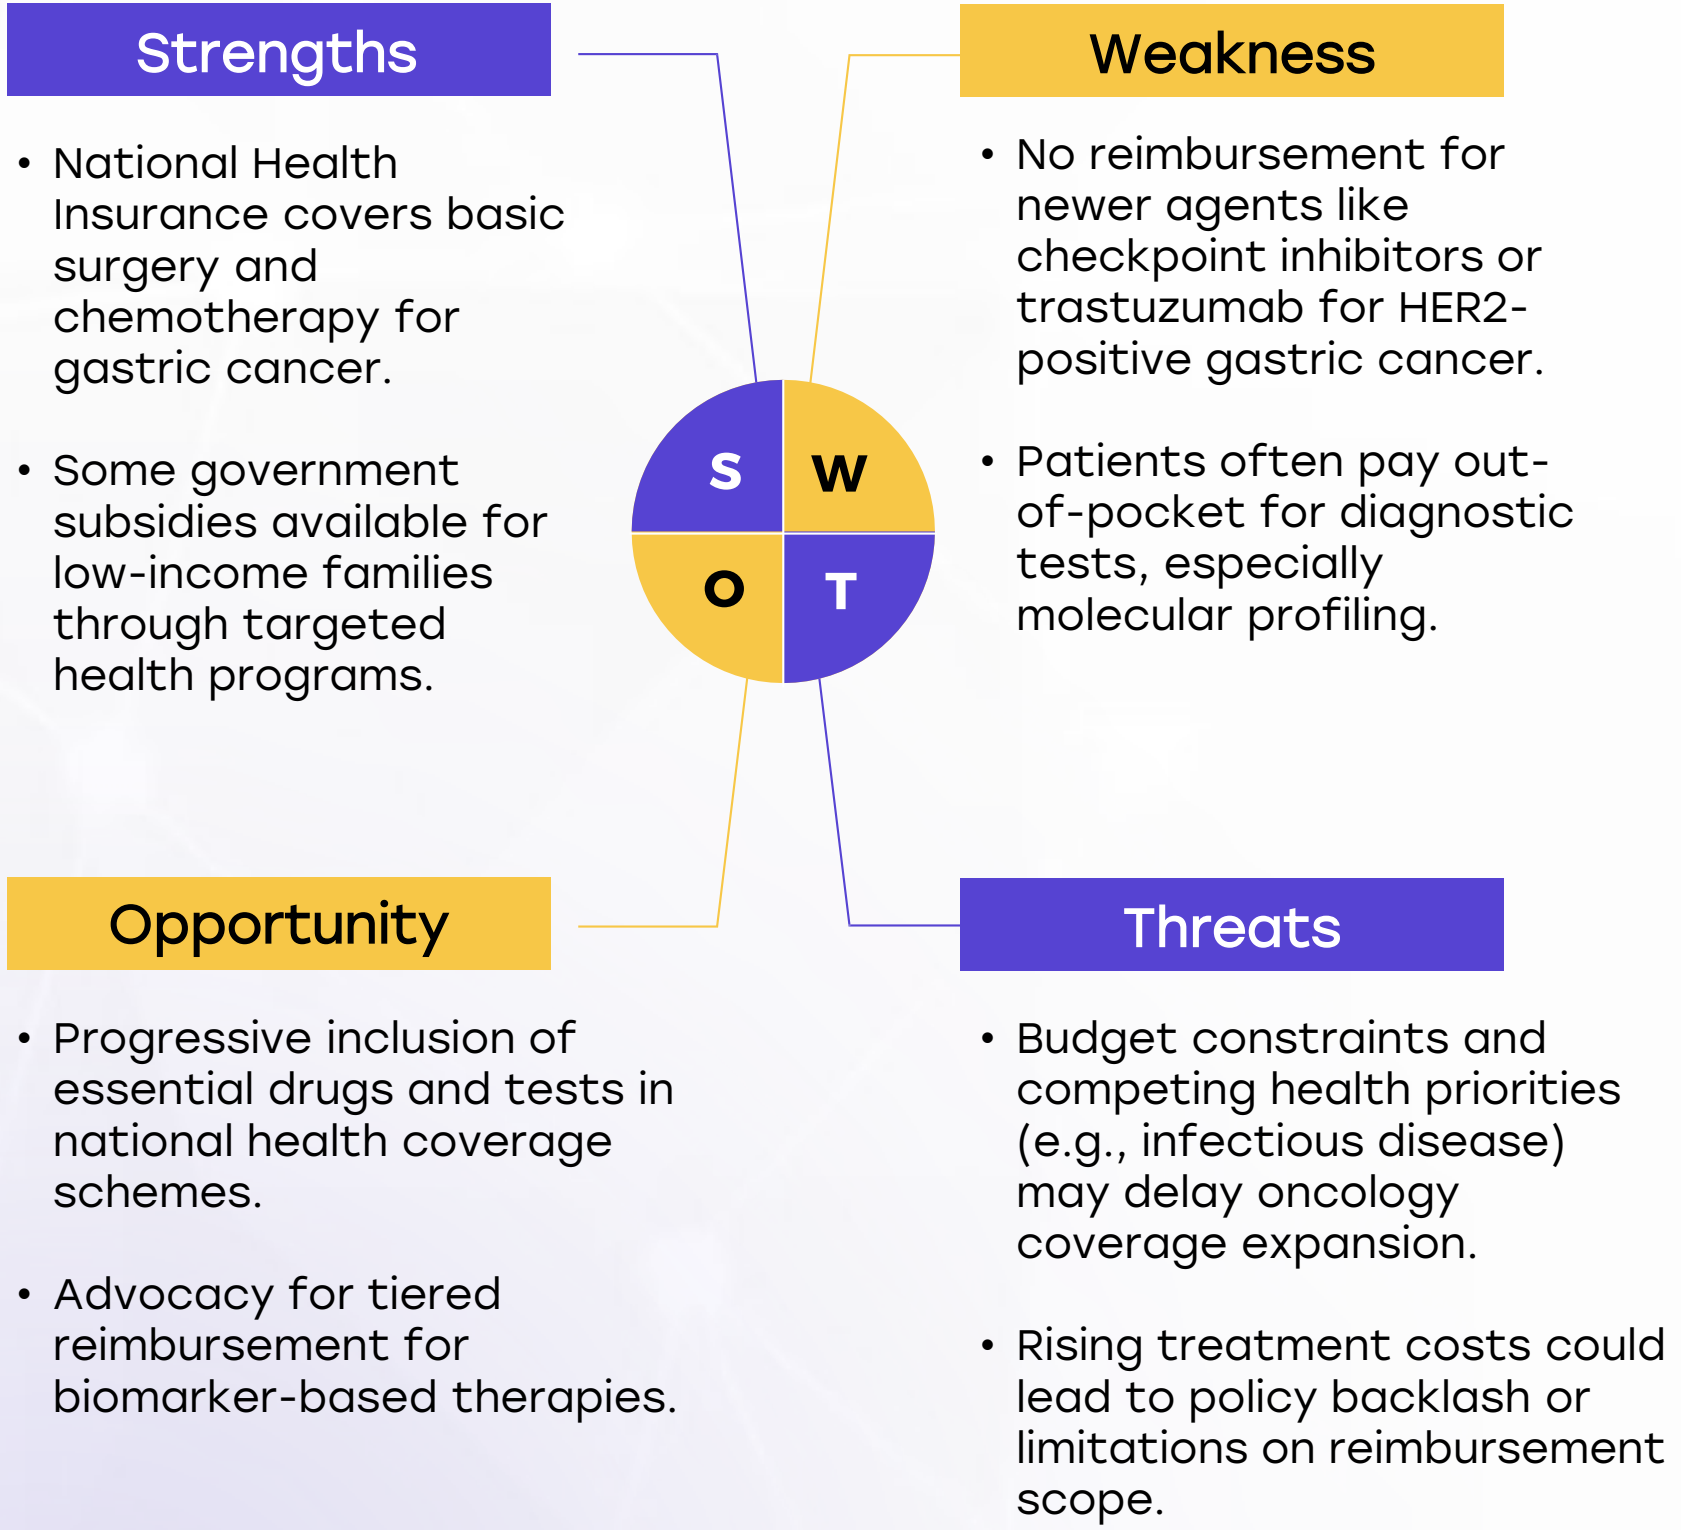 Strengths
• National Health
Insurance covers basic
surgery and
chemotherapy for
gastric cancer.
• Some government
subsidies available for
low-income families
through targeted
health programs.
Weakness
• No reimbursement for
newer agents like
checkpoint inhibitors or
trastuzumab for HER2-
positive gastric cancer.
• Patients often pay out-
of-pocket for diagnostic
tests, especially
molecular profiling.
S W
O T
Opportunity
• Progressive inclusion of
essential drugs and tests in
national health coverage
schemes.
• Advocacy for tiered
reimbursement for
biomarker-based therapies.
Threats
• Budget constraints and
competing health priorities
(e.g., infectious disease)
may delay oncology
coverage expansion.
• Rising treatment costs could
lead to policy backlash or
limitations on reimbursement
scope.